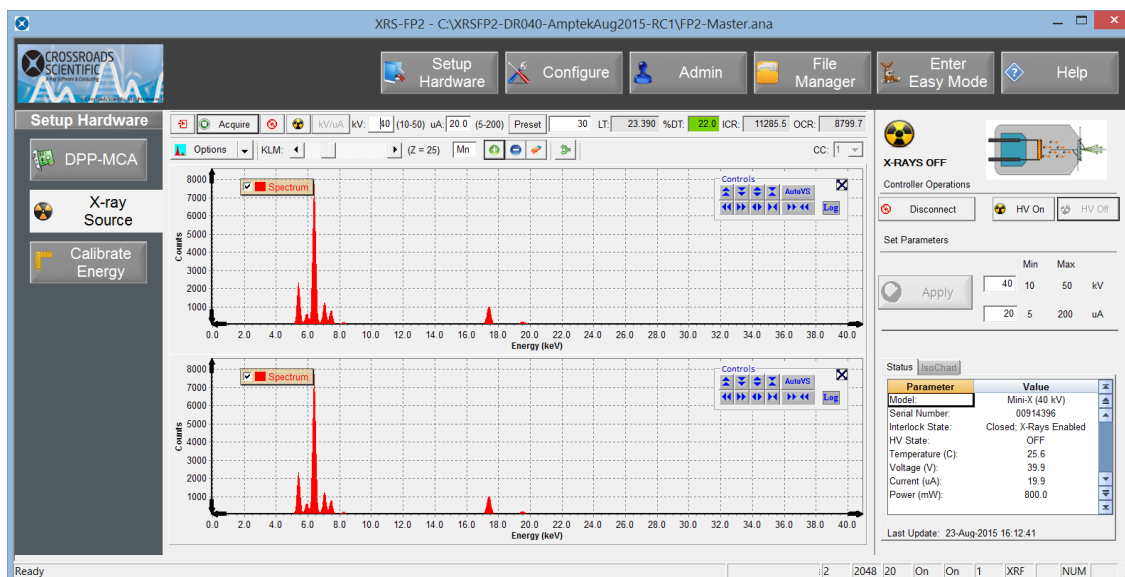 XRS-FP2 - C:\XRSFP2-DR040-AmptekAug2015-RC1\FP2-Master.ana
CROSSROADS
SCIENTIFIC
Setup Hardware
Configure
Admin
File Manager
Enter Easy Mode
Help
Setup Hardware
DPP-MCA
X-ray Source
Calibrate Energy
Acquire kV/uA kV: 40 (10-50) uA: 20.0 (5-200) Preset 30 LT: 23.390 %DT: 22.0 ICR: 11285.5 OCR: 8799.7
Options KLM: (Z = 25) Mn CC: 1
Spectrum
Controls
AutoVS
Log
8000
7000
6000
5000
4000
3000
2000
1000
Counts
0.0 2.0 4.0 6.0 8.0 10.0 12.0 14.0 16.0 18.0 20.0 22.0 24.0 26.0 28.0 30.0 32.0 34.0 36.0 38.0 40.0
Energy (keV)
Spectrum
Controls
AutoVS
Log
8000
7000
6000
5000
4000
3000
2000
1000
Counts
0.0 2.0 4.0 6.0 8.0 10.0 12.0 14.0 16.0 18.0 20.0 22.0 24.0 26.0 28.0 30.0 32.0 34.0 36.0 38.0 40.0
Energy (keV)
X-RAYS OFF
Controller Operations
Disconnect HV On HV Off
Set Parameters
Min Max
Apply
40 10 50 kV
20 5 200 uA
Status IsoChart
Parameter Value
Model: Mini-X (40 kV)
Serial Number: 00914396
Interlock State: Closed; X-Rays Enabled
HV State: OFF
Temperature (C): 25.6
Voltage (V): 39.9
Current (uA): 19.9
Power (mW): 800.0
Last Update: 23-Aug-2015 16:12:41
Ready 2 2048 20 On On 1 XRF NUM